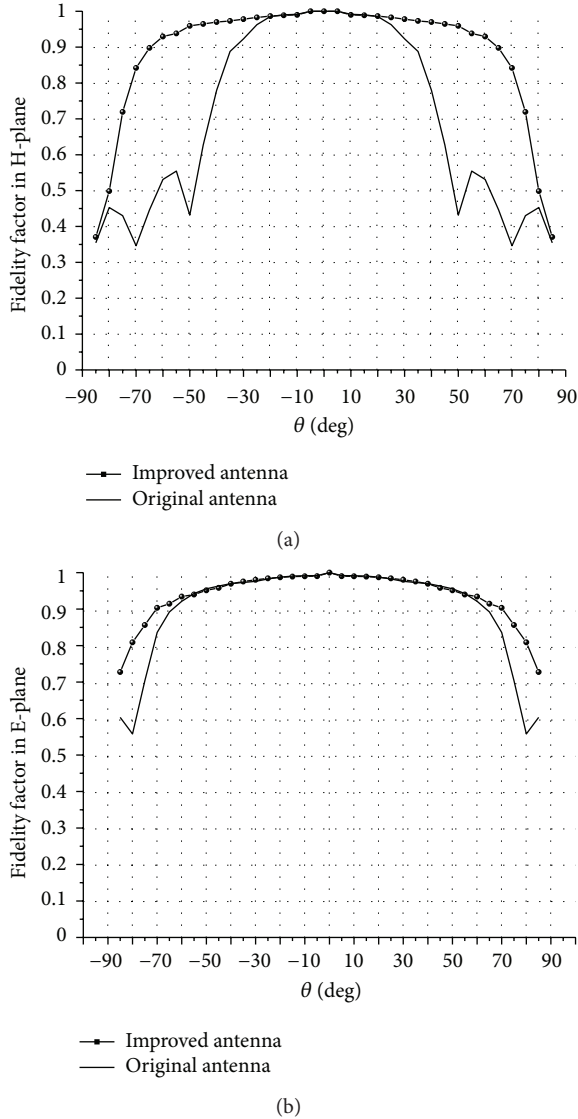 1
0.9
0.8
0.7
0.6
0.5
0.4
0.3
0.2
0.1
0
Fidelity factor in H-plane
−90 −70 −50 −30 −10 10 30 50 70 90
θ (deg)
Improved antenna
Original antenna
(a)
1
0.9
0.8
0.7
0.6
0.5
0.4
0.3
0.2
0.1
0
Fidelity factor in E-plane
−90 −70 −50 −30 −10 10 30 50 70 90
θ (deg)
Improved antenna
Original antenna
(b)